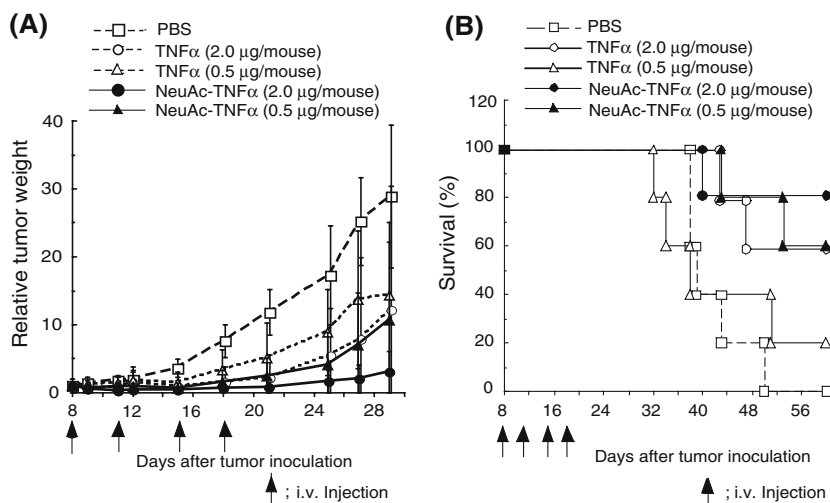 (A)
PBS
TNFα (2.0 μg/mouse)
TNFα (0.5 μg/mouse)
NeuAc-TNFα (2.0 μg/mouse)
NeuAc-TNFα (0.5 μg/mouse)
Relative tumor weight
40
30
20
10
0
8 12 16 20 24 28
Days after tumor inoculation
; i.v. Injection
(B)
PBS
TNFα (2.0 μg/mouse)
TNFα (0.5 μg/mouse)
NeuAc-TNFα (2.0 μg/mouse)
NeuAc-TNFα (0.5 μg/mouse)
Survival (%)
120
100
80
60
40
20
0
8 16 24 32 40 48 56
Days after tumor inoculation
; i.v. Injection